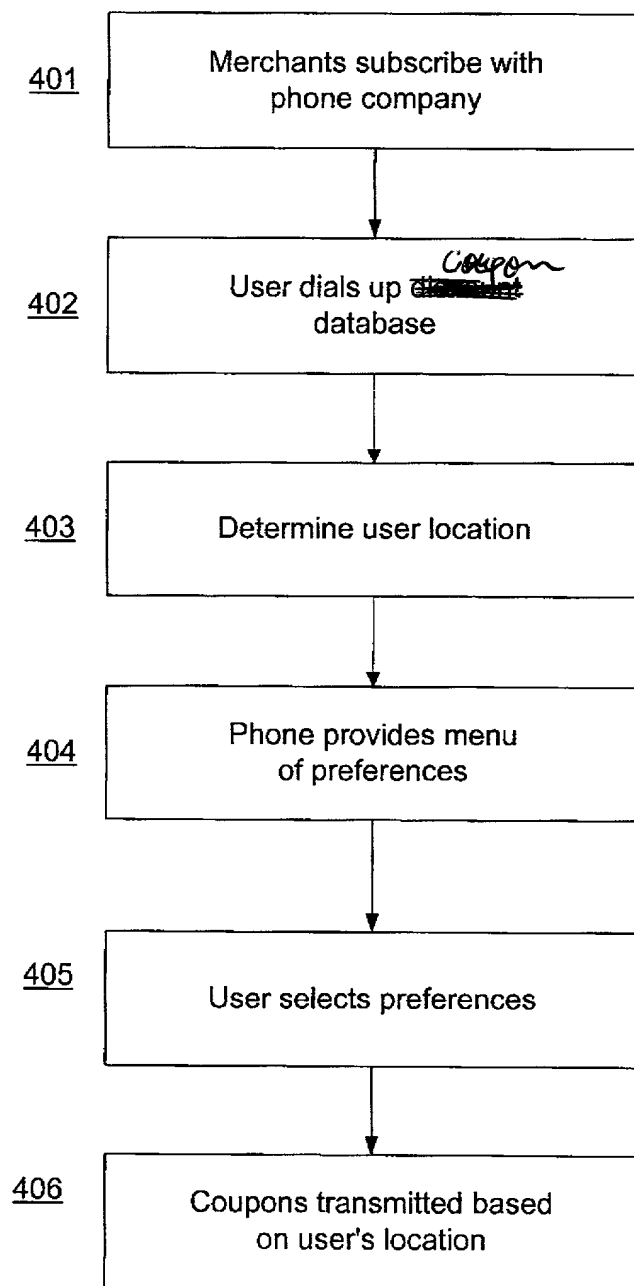 401
Merchants subscribe with
phone company
402
coupon
User dials up discount
database
403
Determine user location
404
Phone provides menu
of preferences
405
User selects preferences
406
Coupons transmitted based
on user's location